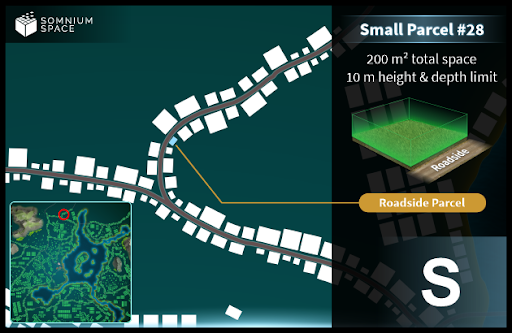 SOMNIUM
SPACE
Small Parcel #28
200 m² total space
10 m height & depth limit
Roadside
Roadside Parcel
S